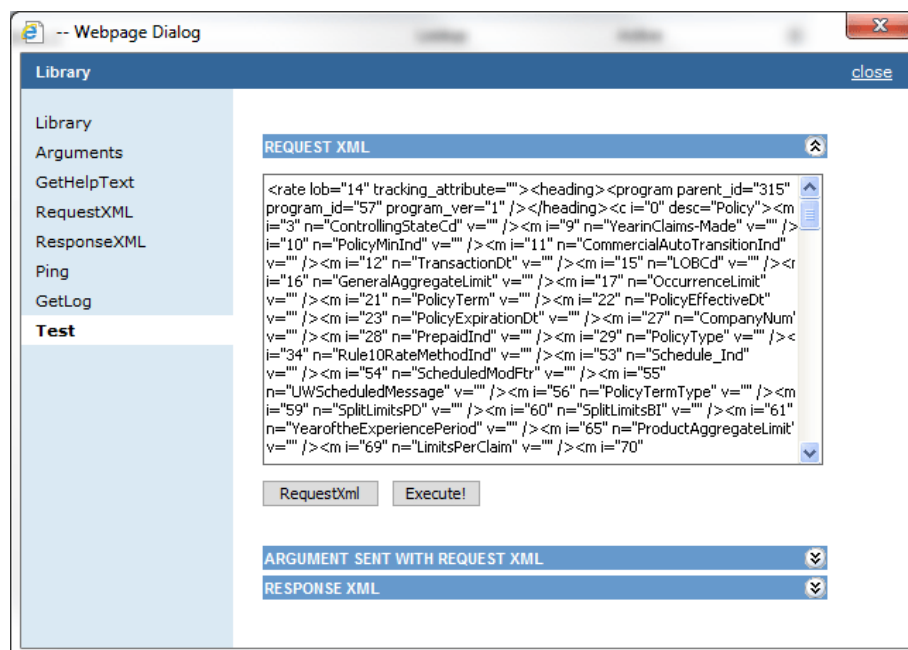 -- Webpage Dialog
Library
close
Library
Arguments
GetHelpText
RequestXML
ResponseXML
Ping
GetLog
Test
REQUEST XML
<rate lob="14" tracking_attribute=""><heading><program parent_id="315"
program_id="57" program_ver="1" /></heading><c i="0" desc="Policy"><m
i="3" n="ControllingStateCd" v="" /><m i="9" n="YearinClaims-Made" v="" />
i="10" n="PolicyMinInd" v="" /><m i="11" n="CommercialAutoTransitionInd"
v="" /><m i="12" n="TransactionDt" v="" /><m i="15" n="LOBCd" v="" /><
i="16" n="GeneralAggregateLimit" v="" /><m i="17" n="OccurrenceLimit"
v="" /><m i="21" n="PolicyTerm" v="" /><m i="22" n="PolicyEffectiveDt"
v="" /><m i="23" n="PolicyExpirationDt" v="" /><m i="27" n="CompanyNum"
v="" /><m i="28" n="PrepaidInd" v="" /><m i="29" n="PolicyType" v="" /><
i="34" n="Rule10RateMethodInd" v="" /><m i="53" n="Schedule_Ind"
v="" /><m i="54" n="ScheduledModFtr" v="" /><m i="55"
n="UWScheduledMessage" v="" /><m i="56" n="PolicyTermType" v="" /><m
i="59" n="SplitLimitsPD" v="" /><m i="60" n="SplitLimitsBI" v="" /><m i="61"
n="YearoftheExperiencePeriod" v="" /><m i="65" n="ProductAggregateLimit"
v="" /><m i="69" n="LimitsPerClaim" v="" /><m i="70"
RequestXml
Execute!
ARGUMENT SENT WITH REQUEST XML
RESPONSE XML